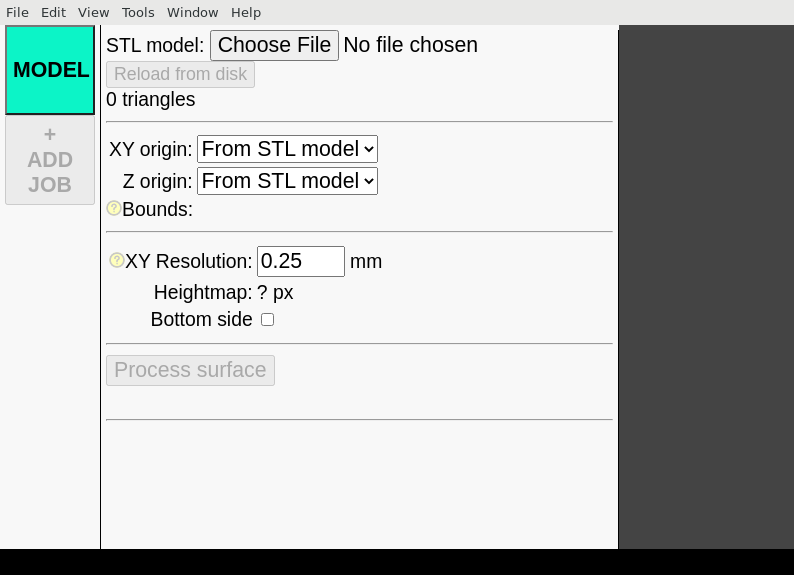 File Edit View Tools Window Help
MODEL
+
ADD
JOB
STL model: Choose File No file chosen
Reload from disk
0 triangles
XY origin: From STL model
Z origin: From STL model
? Bounds:
? XY Resolution: 0.25 mm
Heightmap: ? px
Bottom side
Process surface